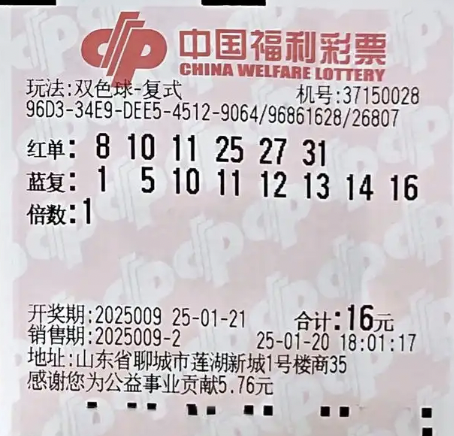 中国福利彩票
CHINA WELFARE LOTTERY
玩法:双色球-复式 机号:37150028
96D3-34E9-DEE5-4512-9064/96861628/26807
红单: 8 10 11 25 27 31
蓝复: 1 5 10 11 12 13 14 16
倍数:1
开奖期:2025009 25-01-21 合计:16元
销售期:2025009-2 25-01-20 18:01:17
地址:山东省聊城市莲湖新城1号楼商35
感谢您为公益事业贡献5.76元